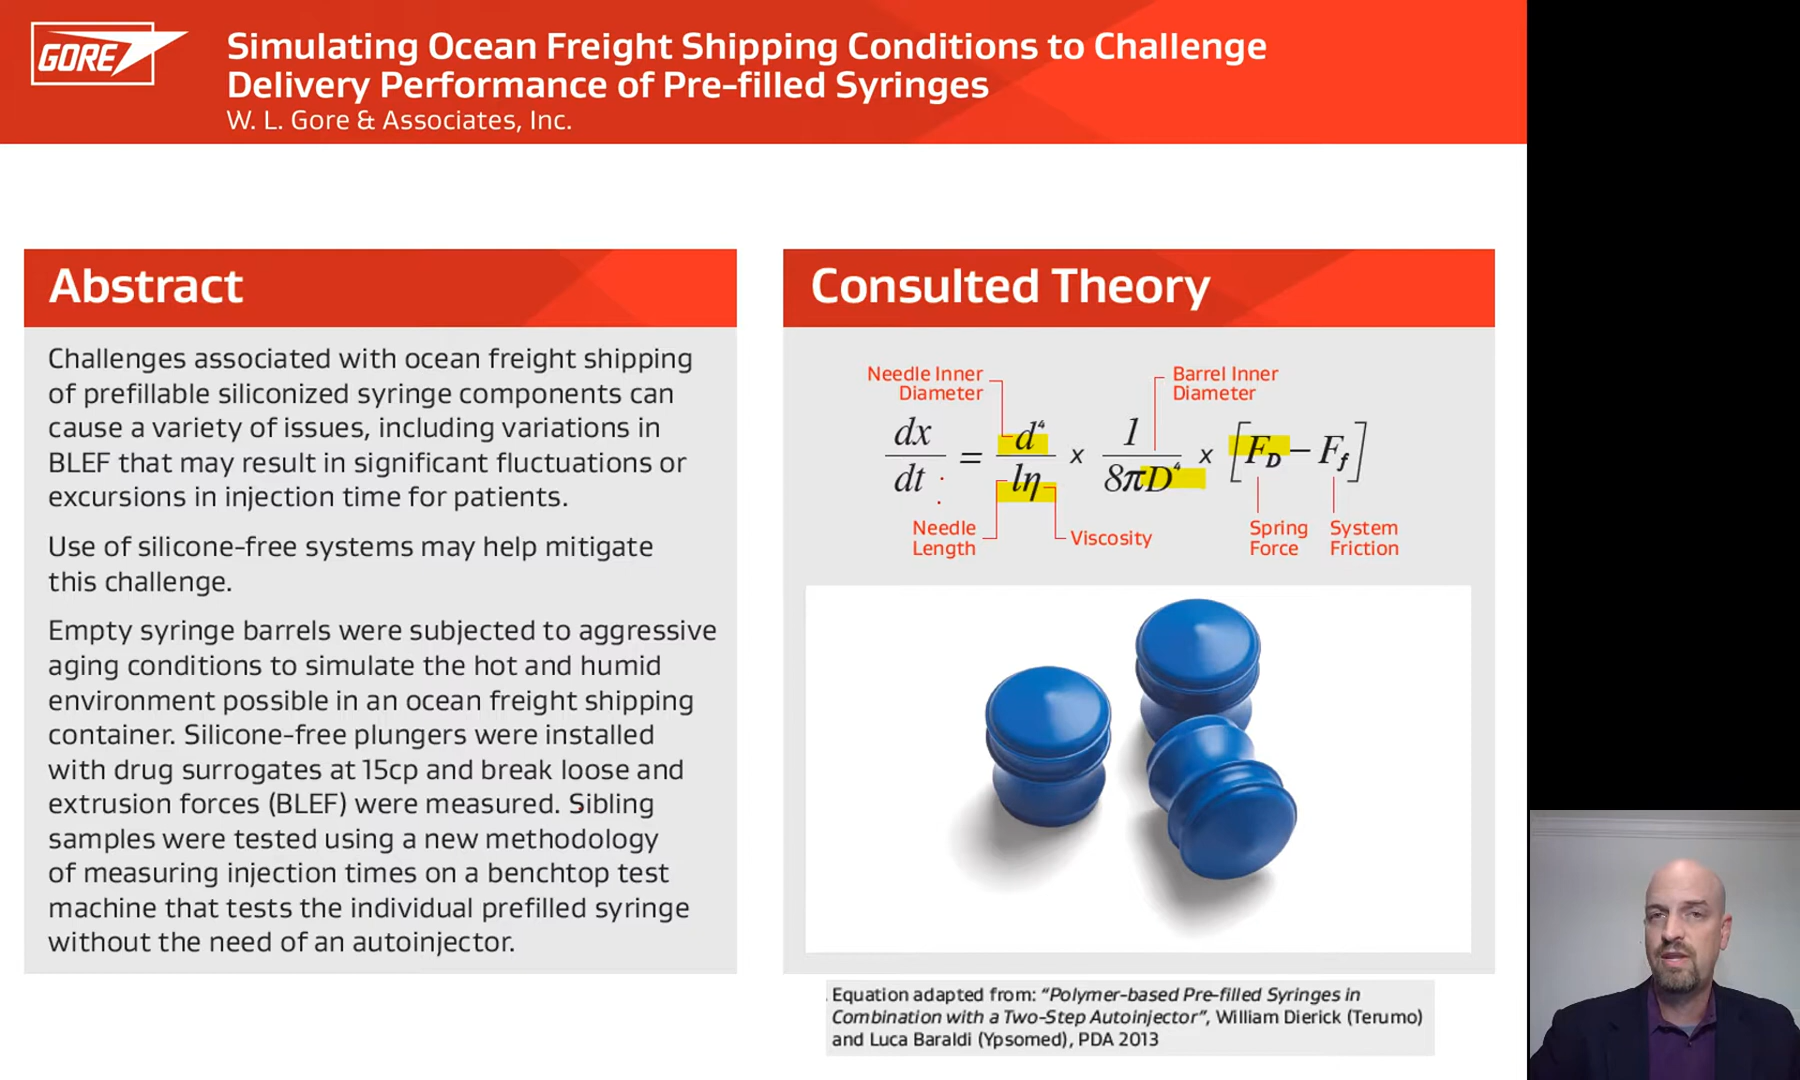 GORE
Simulating Ocean Freight Shipping Conditions to Challenge
Delivery Performance of Pre-filled Syringes
W. L. Gore & Associates, Inc.
Abstract
Challenges associated with ocean freight shipping
of prefillable siliconized syringe components can
cause a variety of issues, including variations in
BLEF that may result in significant fluctuations or
excursions in injection time for patients.
Use of silicone-free systems may help mitigate
this challenge.
Empty syringe barrels were subjected to aggressive
aging conditions to simulate the hot and humid
environment possible in an ocean freight shipping
container. Silicone-free plungers were installed
with drug surrogates at 15cp and break loose and
extrusion forces (BLEF) were measured. Sibling
samples were tested using a new methodology
of measuring injection times on a benchtop test
machine that tests the individual prefilled syringe
without the need of an autoinjector.
Consulted Theory
Needle Inner
Diameter
Barrel Inner
Diameter
dx/dt = d⁴/lη x 1/8πD⁴ x [F_D − F_f]
Needle
Length
Viscosity
Spring
Force
System
Friction
Equation adapted from: “Polymer-based Pre-filled Syringes in
Combination with a Two-Step Autoinjector”, William Dierick (Terumo)
and Luca Baraldi (Ypsomed), PDA 2013